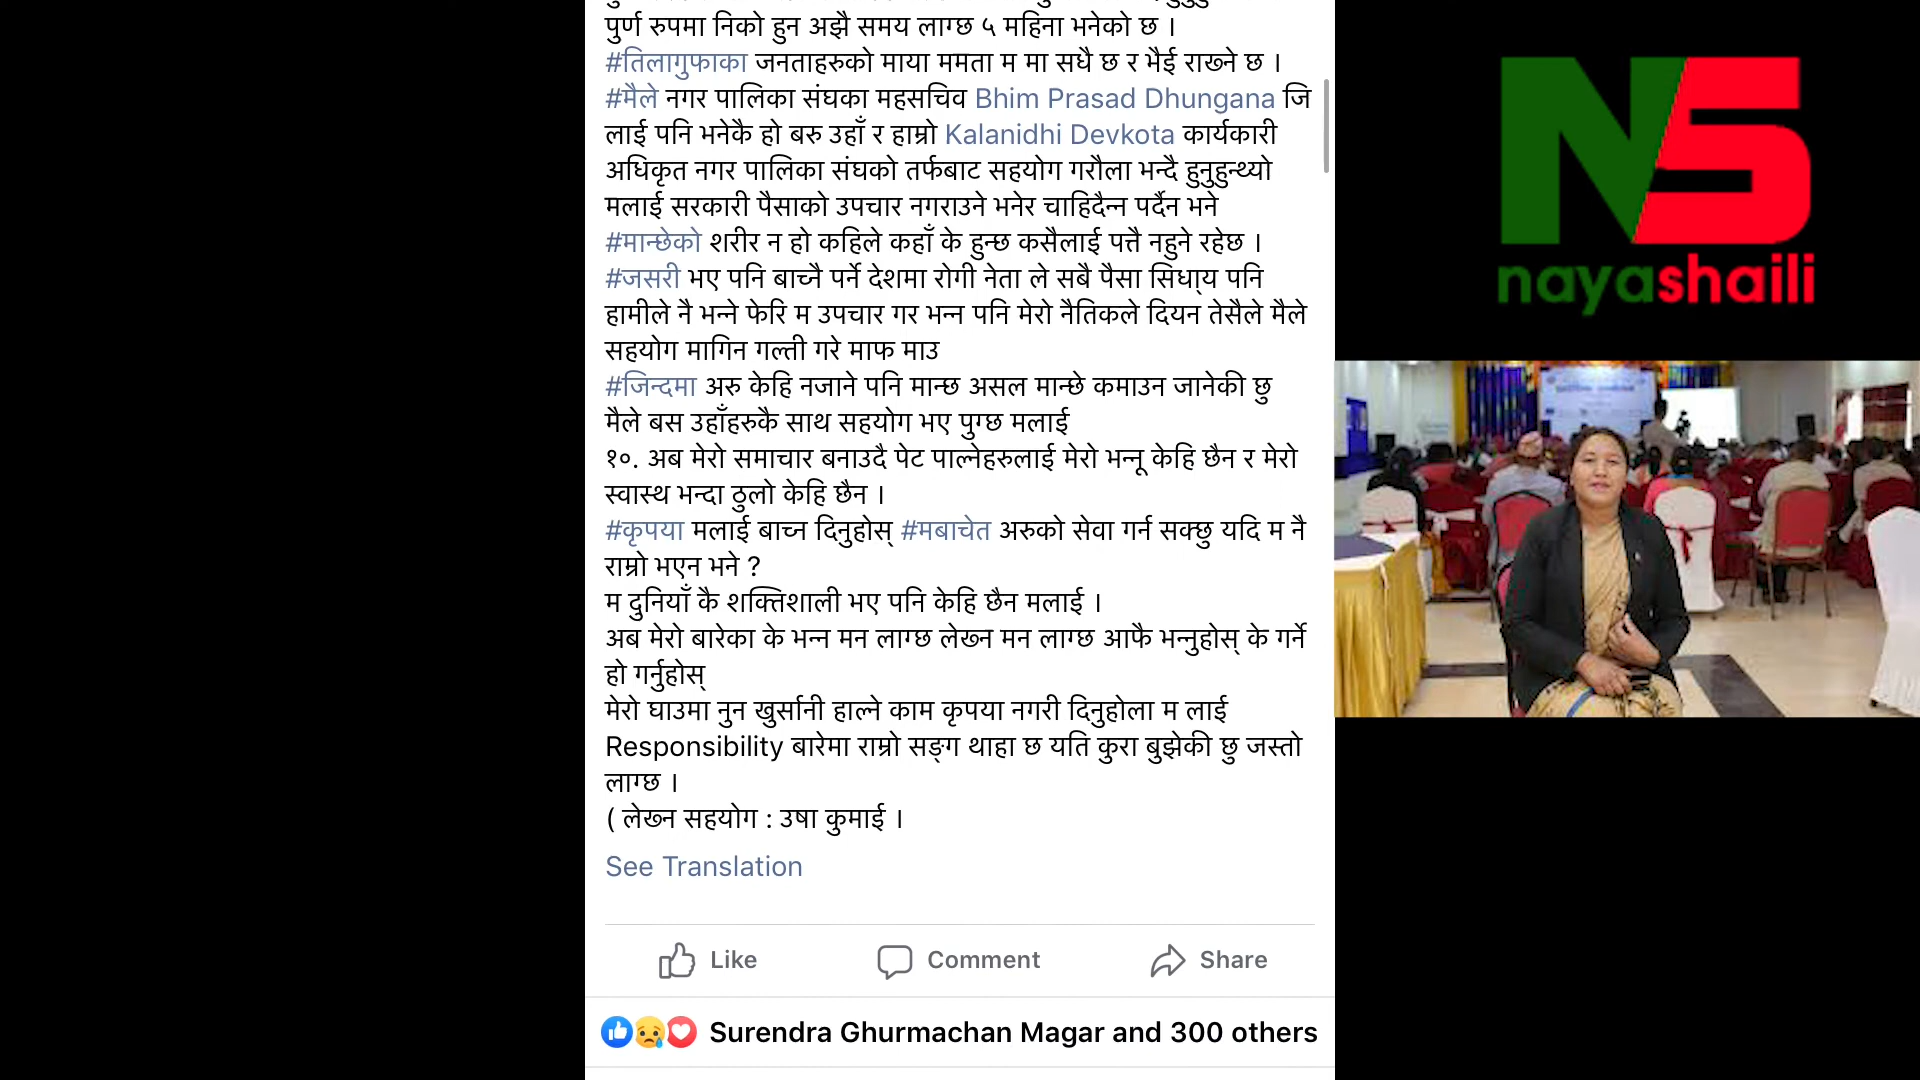 पुर्ण रुपमा निको हुन अझै समय लाग्छ ५ महिना भनेको छ ।
#तिलागुफाका जनताहरुको माया ममता म मा सधै छ र भैई राख्ने छ ।
#मैले नगर पालिका संघका महसचिव Bhim Prasad Dhungana जि
लाई पनि भनेकै हो बरु उहाँ र हाम्रो Kalanidhi Devkota कार्यकारी
अधिकृत नगर पालिका संघको तर्फबाट सहयोग गरौला भन्दै हुनुहुन्थ्यो
मलाई सरकारी पैसाको उपचार नगराउने भनेर चाहिदैन्न पर्दैन भने
#मान्छेको शरीर न हो कहिले कहाँ के हुन्छ कसैलाई पत्तै नहुने रहेछ ।
#जसरी भए पनि बाच्नै पर्ने देशमा रोगी नेता ले सबै पैसा सिधा्य पनि
हामीले नै भन्ने फेरि म उपचार गर भन्न पनि मेरो नैतिकले दियन तेसैले मैले
सहयोग मागिन गल्ती गरे माफ माउ
#जिन्दमा अरु केहि नजाने पनि मान्छ असल मान्छे कमाउन जानेकी छु
मैले बस उहाँहरुकै साथ सहयोग भए पुग्छ मलाई
१०. अब मेरो समाचार बनाउदै पेट पाल्नेहरुलाई मेरो भन्नू केहि छैन र मेरो
स्वास्थ भन्दा ठुलो केहि छैन ।
#कृपया मलाई बाच्न दिनुहोस् #मबाचेत अरुको सेवा गर्न सक्छु यदि म नै
राम्रो भएन भने ?
म दुनियाँ कै शक्तिशाली भए पनि केहि छैन मलाई ।
अब मेरो बारेका के भन्न मन लाग्छ लेख्न मन लाग्छ आफै भन्नुहोस् के गर्ने
हो गर्नुहोस्
मेरो घाउमा नुन खुर्सानी हाल्ने काम कृपया नगरी दिनुहोला म लाई
Responsibility बारेमा राम्रो सङ्ग थाहा छ यति कुरा बुझेकी छु जस्तो
लाग्छ ।
( लेख्न सहयोग : उषा कुमाई ।
See Translation
Like Comment Share
Surendra Ghurmachan Magar and 300 others
NS
nayashaili